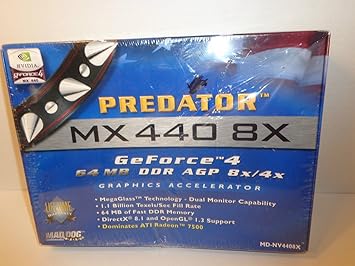 NVIDIA
GEFORCE4
MX 440
PREDATOR™
MX 440 8X
GEFORCE™4
64 MB DDR AGP 8X/4X
GRAPHICS ACCELERATOR
• MegaGlass™ Technology - Dual Monitor Capability
• 1.1 Billion Texels/Sec Fill Rate
• 64 MB of Fast DDR Memory
• DirectX® 8.1 and OpenGL® 1.2 Support
• Dominates ATI Radeon™ 7500
LIFETIME
MAD DOG
MD-NV4408X